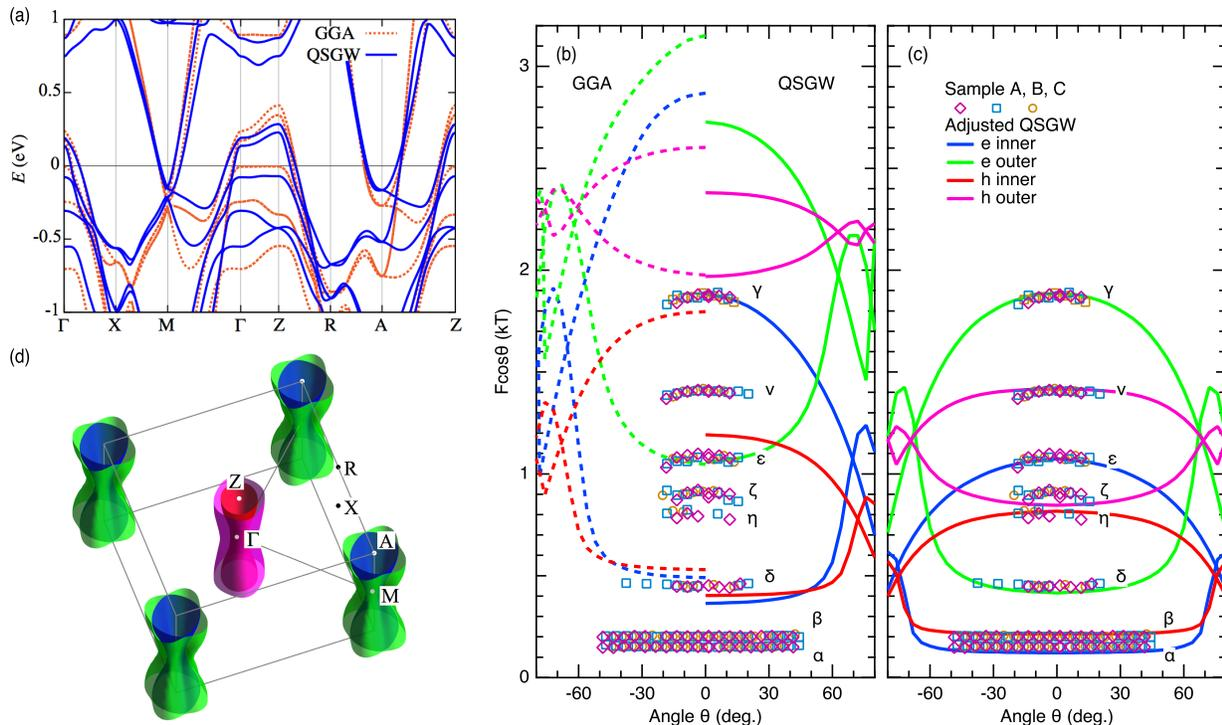 (a)
1
GGA
QSGW
0.5
E (eV)
0
-0.5
-1
Γ X M Γ Z R A Z
(d)
R
Z
X
Γ
A
M
(b)
GGA QSGW
3
2
1
0
Fcosθ (kT)
γ
ν
ε
ζ
η
δ
β
α
-60 -30 0 30 60
Angle θ (deg.)
(c)
Sample A, B, C
Adjusted QSGW
e inner
e outer
h inner
h outer
γ
ν
ε
ζ
η
δ
β
α
-60 -30 0 30 60
Angle θ (deg.)